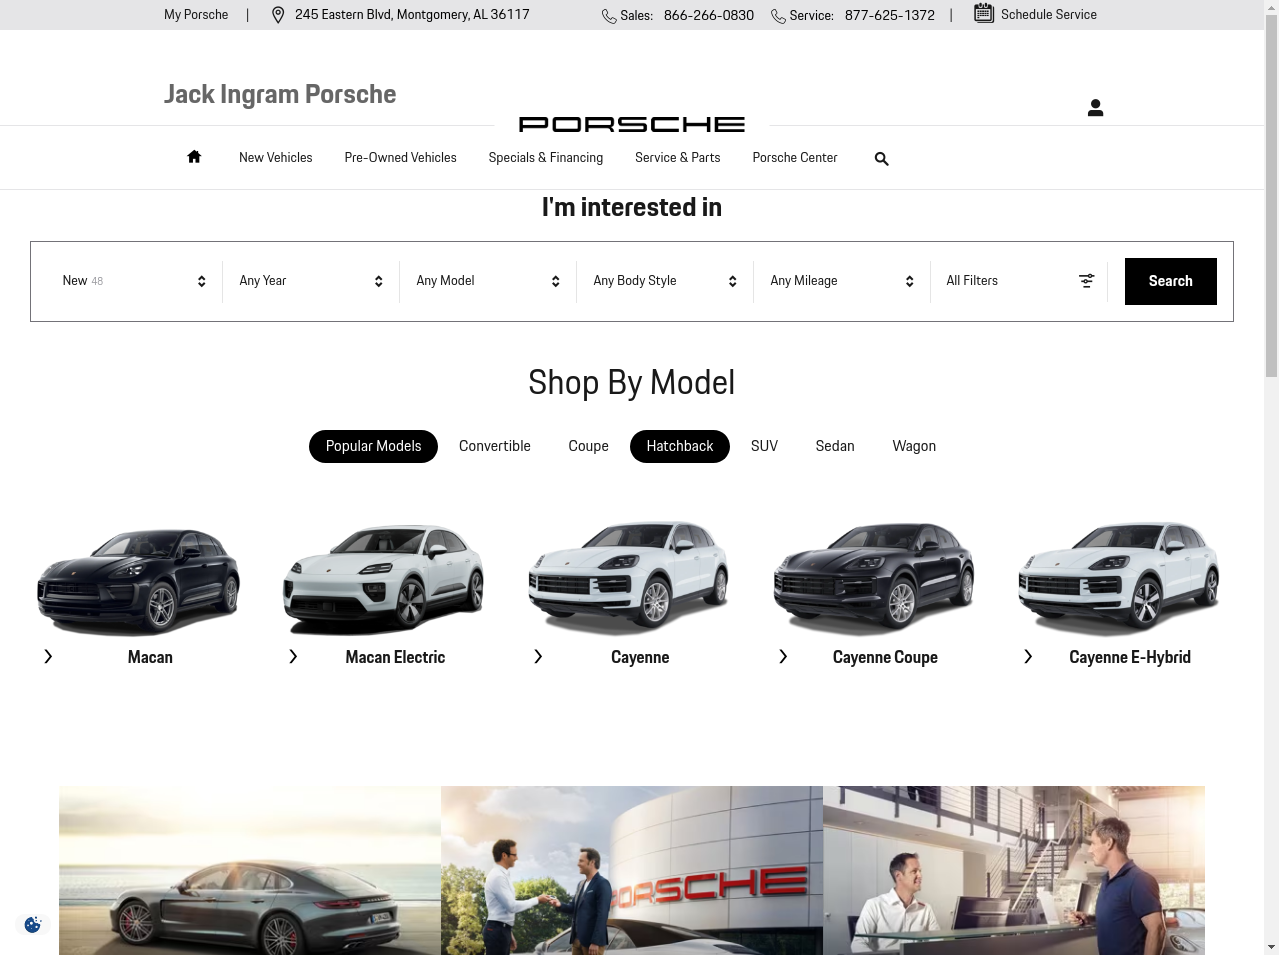 My Porsche | 245 Eastern Blvd, Montgomery, AL 36117 Sales: 866-266-0830 Service: 877-625-1372 | Schedule Service
Jack Ingram Porsche
PORSCHE
New Vehicles Pre-Owned Vehicles Specials & Financing Service & Parts Porsche Center
I'm interested in
New 48 Any Year Any Model Any Body Style Any Mileage All Filters Search
Shop By Model
Popular Models Convertible Coupe Hatchback SUV Sedan Wagon
Macan Macan Electric Cayenne Cayenne Coupe Cayenne E-Hybrid
PORSCHE